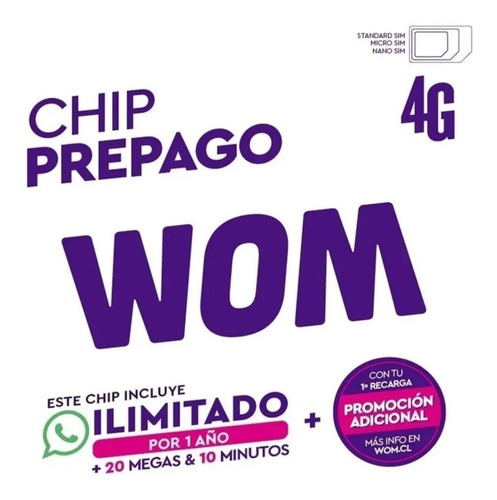 STANDARD SIM
MICRO SIM
NANO SIM
4G
CHIP
PREPAGO
WOM
ESTE CHIP INCLUYE
ILIMITADO
POR 1 AÑO
+ 20 MEGAS & 10 MINUTOS
+
CON TU
1ª RECARGA
PROMOCIÓN
ADICIONAL
MÁS INFO EN
WOM.CL